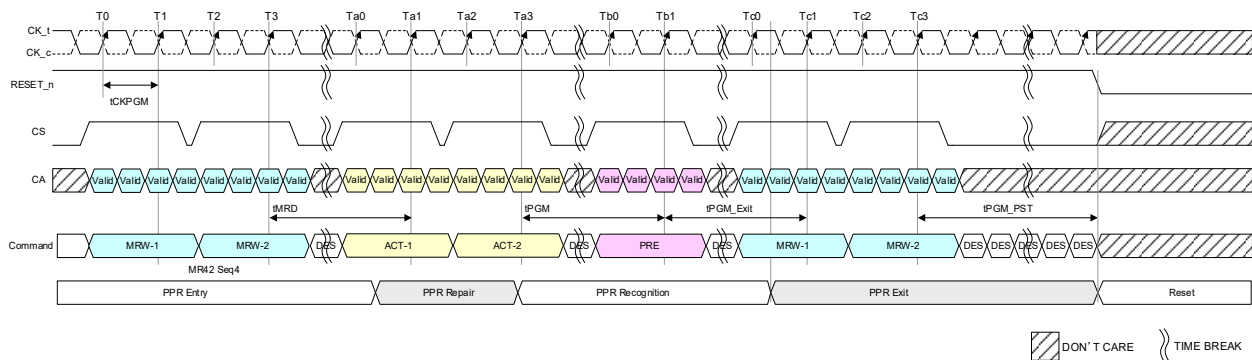 T0 T1 T2 T3 Ta0 Ta1 Ta2 Ta3 Tb0 Tb1 Tc0 Tc1 Tc2 Tc3
CK_t
CK_c
RESET_n
tCKPGM
CS
CA Valid Valid Valid Valid Valid Valid Valid Valid Valid Valid Valid Valid Valid Valid Valid Valid Valid Valid Valid Valid Valid Valid Valid Valid Valid Valid Valid Valid
tMRD tPGM tPGM_Exit tPGM_PST
Command MRW-1 MRW-2 DES ACT-1 ACT-2 DES PRE DES MRW-1 MRW-2 DES DES DES DES DES
MR42 Seq4
PPR Entry PPR Repair PPR Recognition PPR Exit Reset
DON'T CARE TIME BREAK